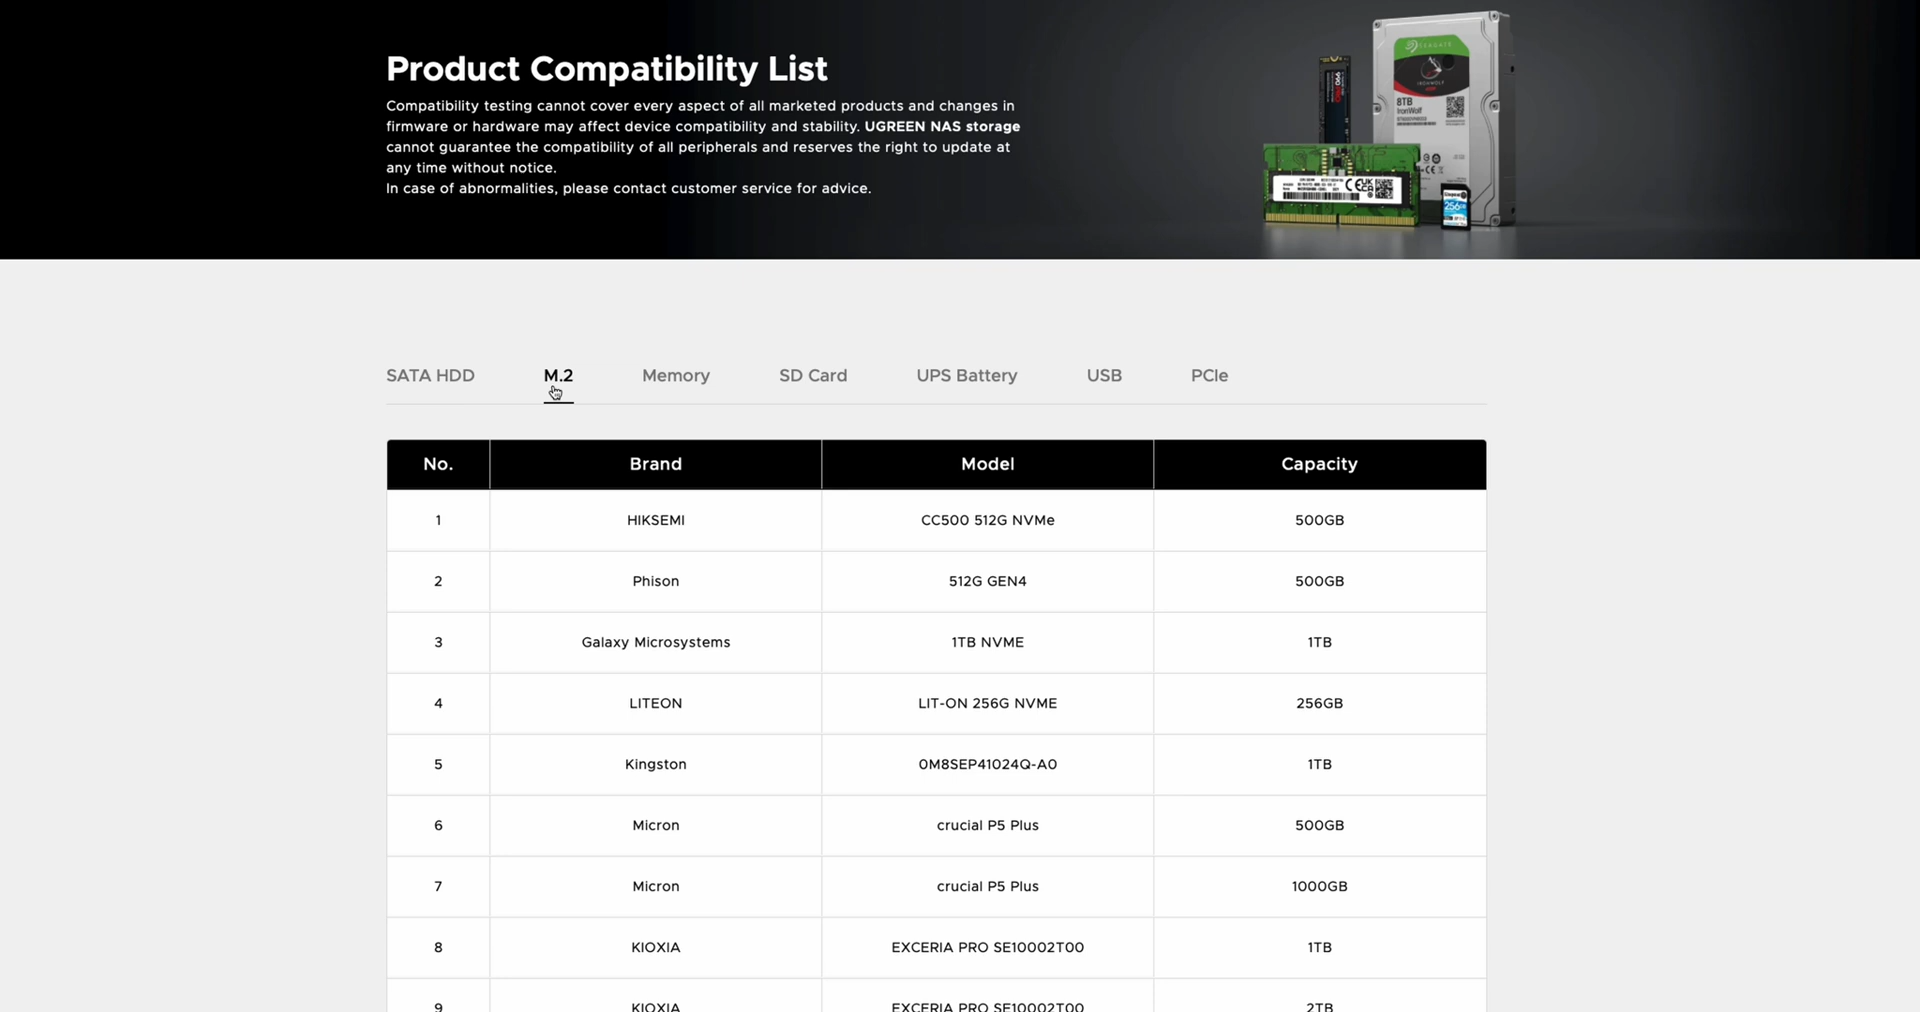 Product Compatibility List
Compatibility testing cannot cover every aspect of all marketed products and changes in
firmware or hardware may affect device compatibility and stability. UGREEN NAS storage
cannot guarantee the compatibility of all peripherals and reserves the right to update at
any time without notice.
In case of abnormalities, please contact customer service for advice.
SEAGATE
IRONWOLF
8TB
IronWolf
990 PRO
256GB
SATA HDD M.2 Memory SD Card UPS Battery USB PCIe
No. Brand Model Capacity
1 HIKSEMI CC500 512G NVMe 500GB
2 Phison 512G GEN4 500GB
3 Galaxy Microsystems 1TB NVME 1TB
4 LITEON LIT-ON 256G NVME 256GB
5 Kingston 0M8SEP41024Q-A0 1TB
6 Micron crucial P5 Plus 500GB
7 Micron crucial P5 Plus 1000GB
8 KIOXIA EXCERIA PRO SE10002T00 1TB
9 KIOXIA EXCERIA PRO SE10002T00 2TB